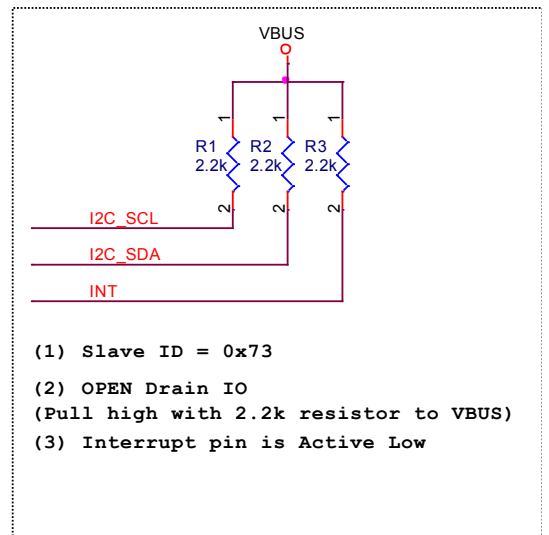 VBUS
1 1 1
R1 R2 R3
2.2k 2.2k 2.2k
2 2 2
I2C_SCL
I2C_SDA
INT
(1) Slave ID = 0x73
(2) OPEN Drain IO
(Pull high with 2.2k resistor to VBUS)
(3) Interrupt pin is Active Low